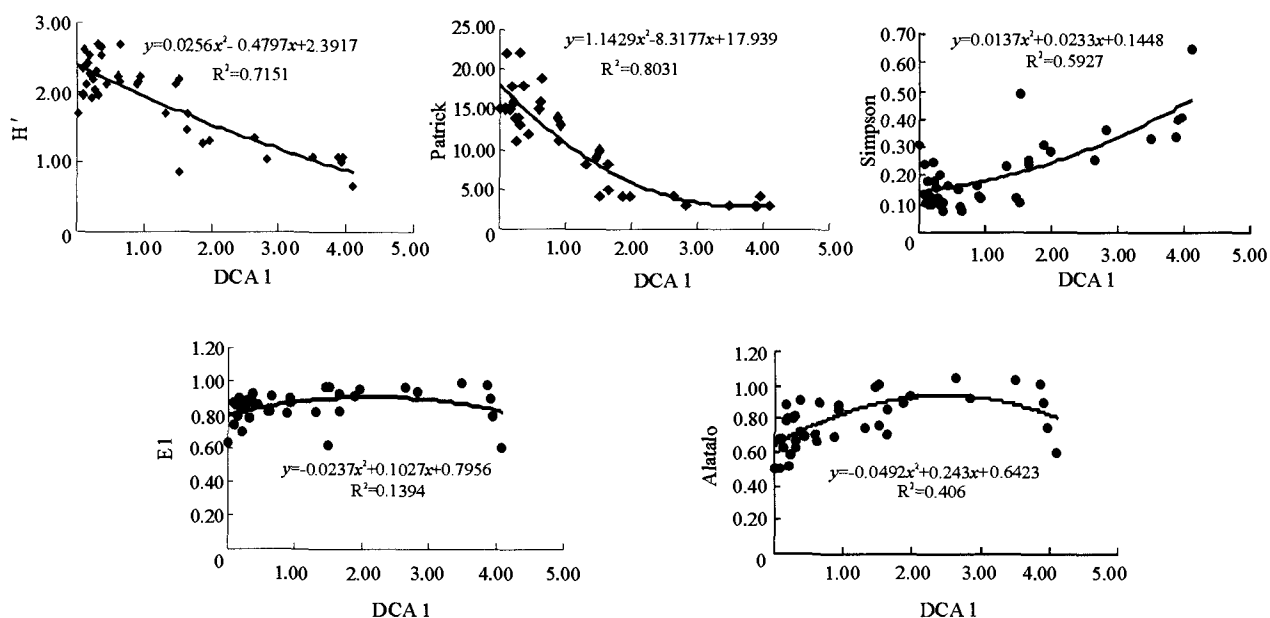 3.00
2.00
1.00
0
H′
y=0.0256x²- 0.4797x+2.3917
R²=0.7151
1.00 2.00 3.00 4.00 5.00
DCA 1
25.00
20.00
15.00
10.00
5.00
0
Patrick
y=1.1429x²-8.3177x+17.939
R²=0.8031
1.00 2.00 3.00 4.00 5.00
DCA 1
0.70
0.60
0.50
0.40
0.30
0.20
0.10
0
Simpson
y=0.0137x²+0.0233x+0.1448
R²=0.5927
1.00 2.00 3.00 4.00 5.00
DCA 1
1.20
1.00
0.80
0.60
0.40
0.20
0
E1
y=-0.0237x²+0.1027x+0.7956
R²=0.1394
1.00 2.00 3.00 4.00 5.00
DCA 1
1.20
1.00
0.80
0.60
0.40
0.20
0
Alatalo
y=-0.0492x²+0.243x+0.6423
R²=0.406
1.00 2.00 3.00 4.00 5.00
DCA 1